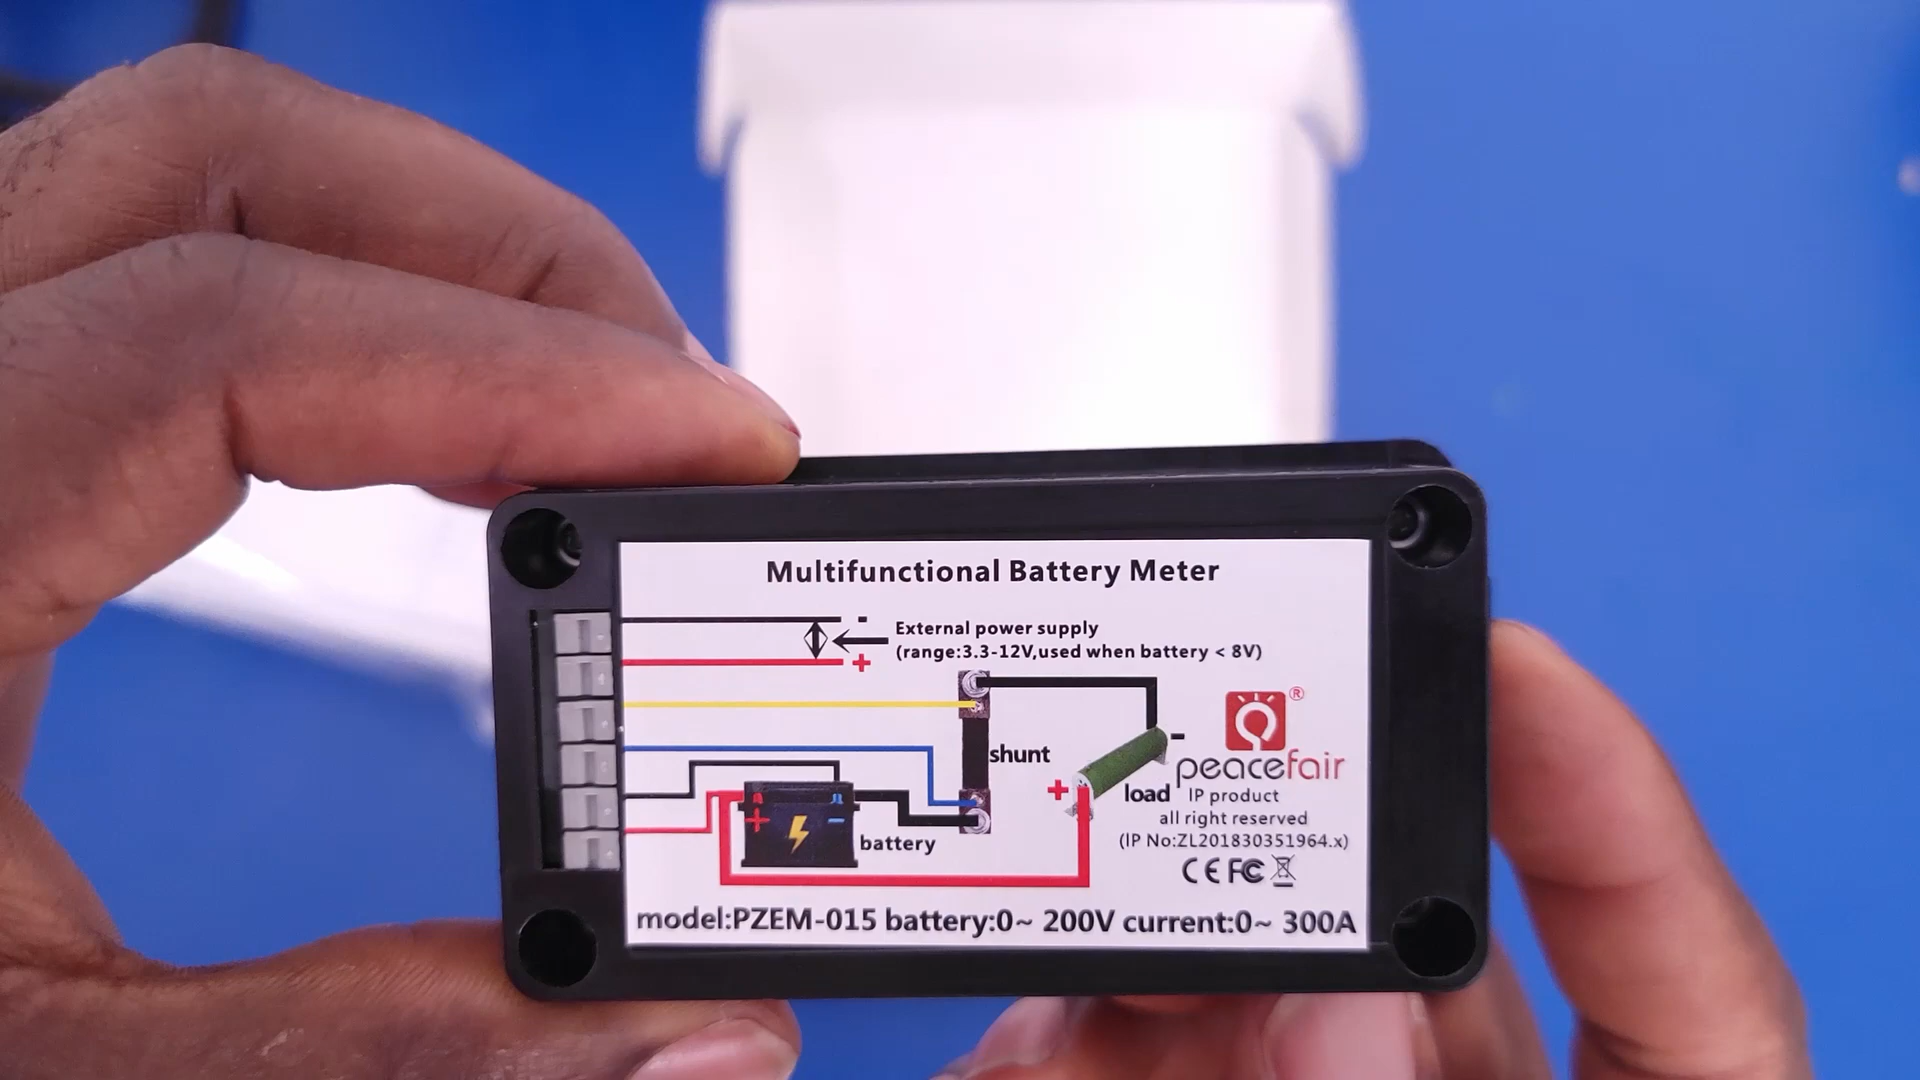 Multifunctional Battery Meter
-
External power supply
+
(range:3.3-12V,used when battery < 8V)
®
-
shunt
peacefair
+
load
IP product
all right reserved
+
-
battery
(IP No:ZL201830351964.x)
CE FC
model:PZEM-015 battery:0~ 200V current:0~ 300A